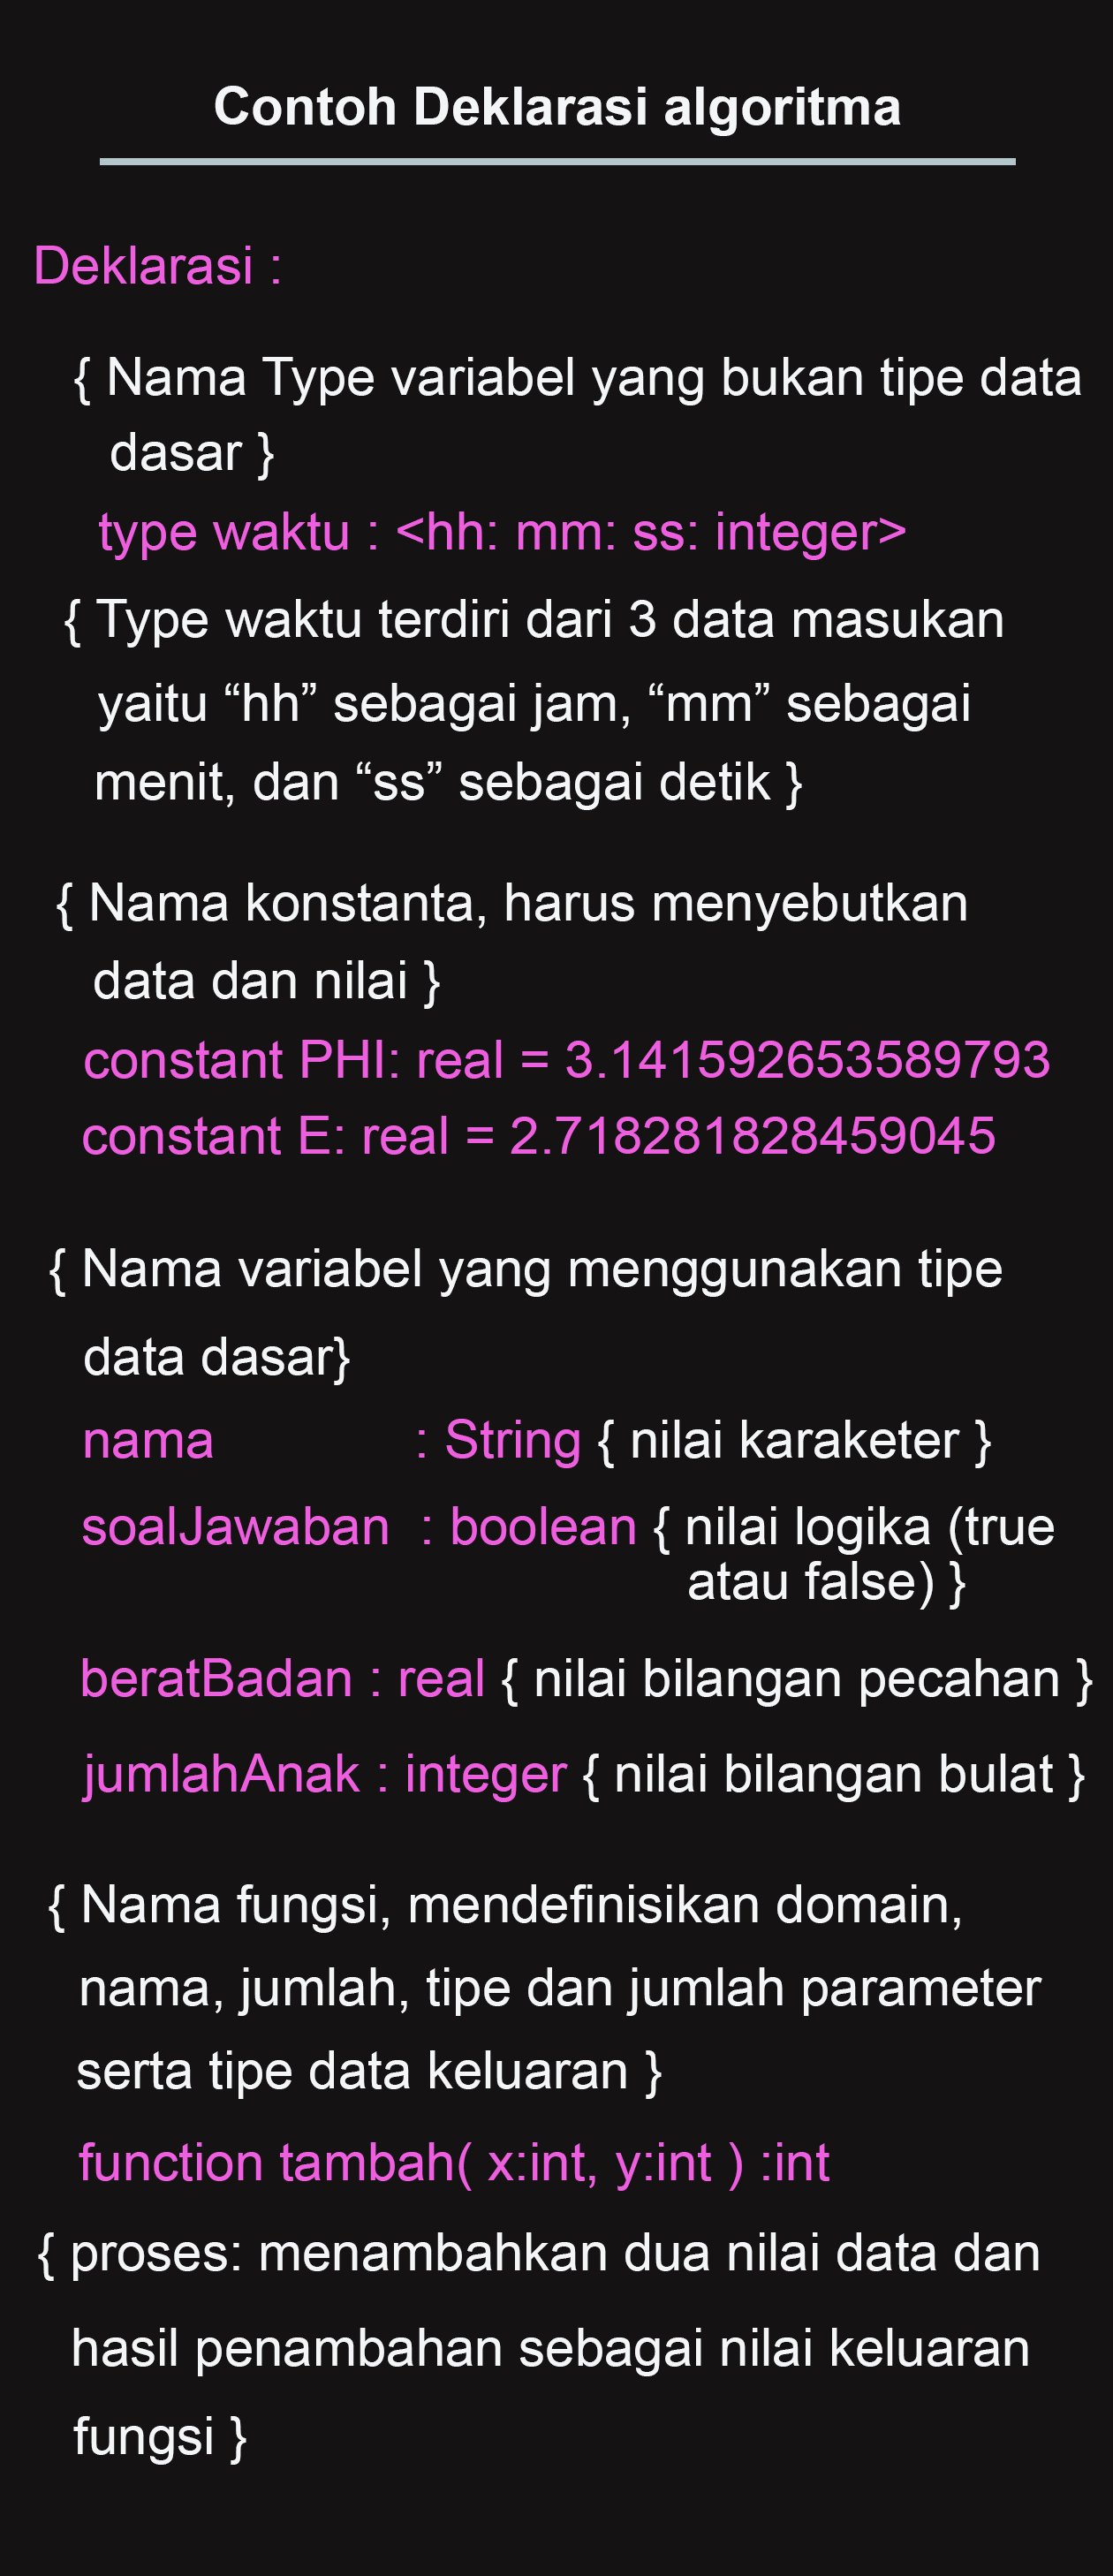 Contoh Deklarasi algoritma
Deklarasi :
{ Nama Type variabel yang bukan tipe data
dasar }
type waktu : <hh: mm: ss: integer>
{ Type waktu terdiri dari 3 data masukan
yaitu “hh” sebagai jam, “mm” sebagai
menit, dan “ss” sebagai detik }
{ Nama konstanta, harus menyebutkan
data dan nilai }
constant PHI: real = 3.141592653589793
constant E: real = 2.718281828459045
{ Nama variabel yang menggunakan tipe
data dasar}
nama : String { nilai karaketer }
soalJawaban : boolean { nilai logika (true
atau false) }
beratBadan : real { nilai bilangan pecahan }
jumlahAnak : integer { nilai bilangan bulat }
{ Nama fungsi, mendefinisikan domain,
nama, jumlah, tipe dan jumlah parameter
serta tipe data keluaran }
function tambah( x:int, y:int ) :int
{ proses: menambahkan dua nilai data dan
hasil penambahan sebagai nilai keluaran
fungsi }